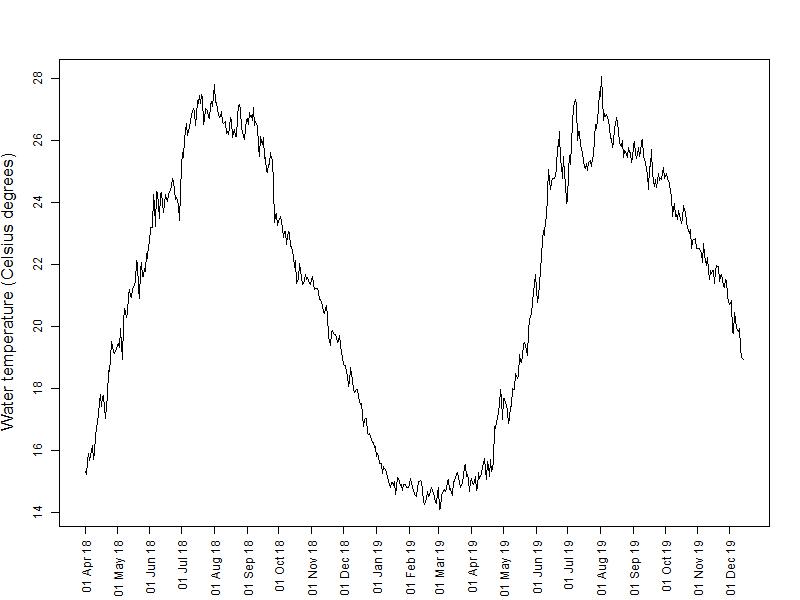 Water temperature (Celsius degrees)
28
26
24
22
20
18
16
14
01 Apr 18
01 May 18
01 Jun 18
01 Jul 18
01 Aug 18
01 Sep 18
01 Oct 18
01 Nov 18
01 Dec 18
01 Jan 19
01 Feb 19
01 Mar 19
01 Apr 19
01 May 19
01 Jun 19
01 Jul 19
01 Aug 19
01 Sep 19
01 Oct 19
01 Nov 19
01 Dec 19